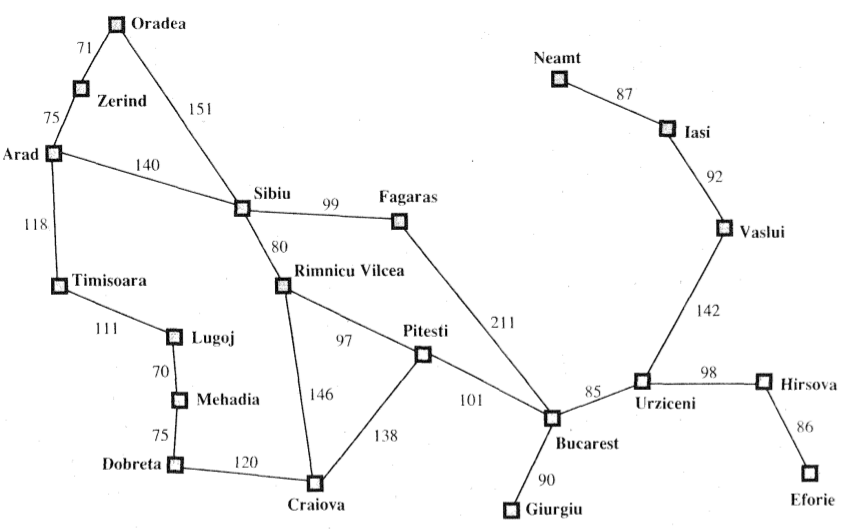 Oradea
71
Neamt
Zerind
87
151
75
Iasi
Arad
140
92
Sibiu
Fagaras
99
118
Vaslui
80
Timisoara
Rimnicu Vilcea
142
111
211
Lugoj
97
Pitesti
70
98
Hirsova
146
85
Mehadia
101
Urziceni
75
138
86
Bucarest
Dobreta
120
90
Eforie
Craiova
Giurgiu